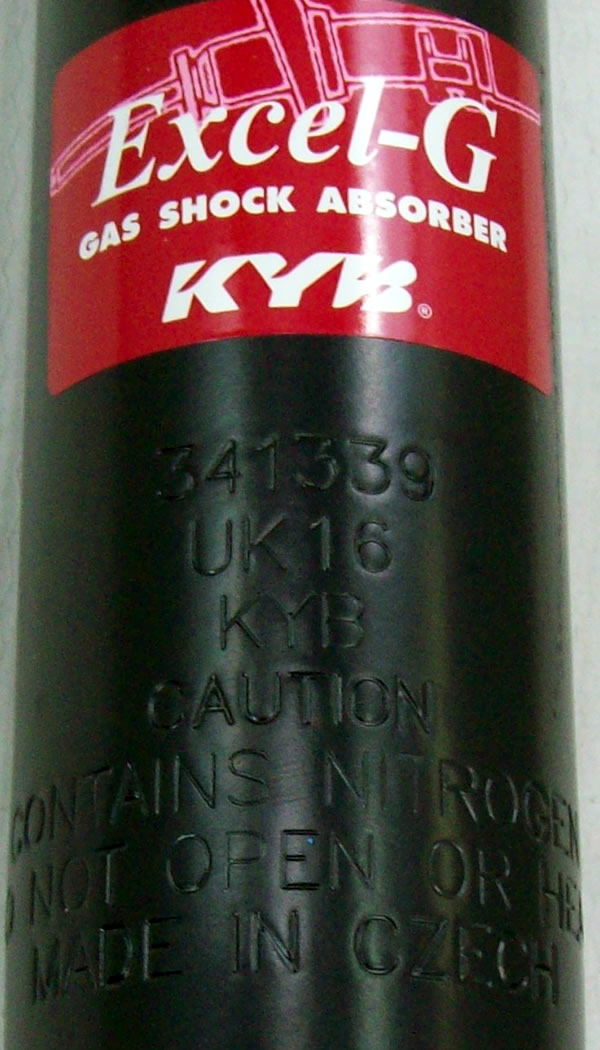 Excel-G
GAS SHOCK ABSORBER
KYB®
341339
UK16
KYB
CAUTION
CONTAINS NITROGEN
NOT OPEN OR
MADE IN CZECH